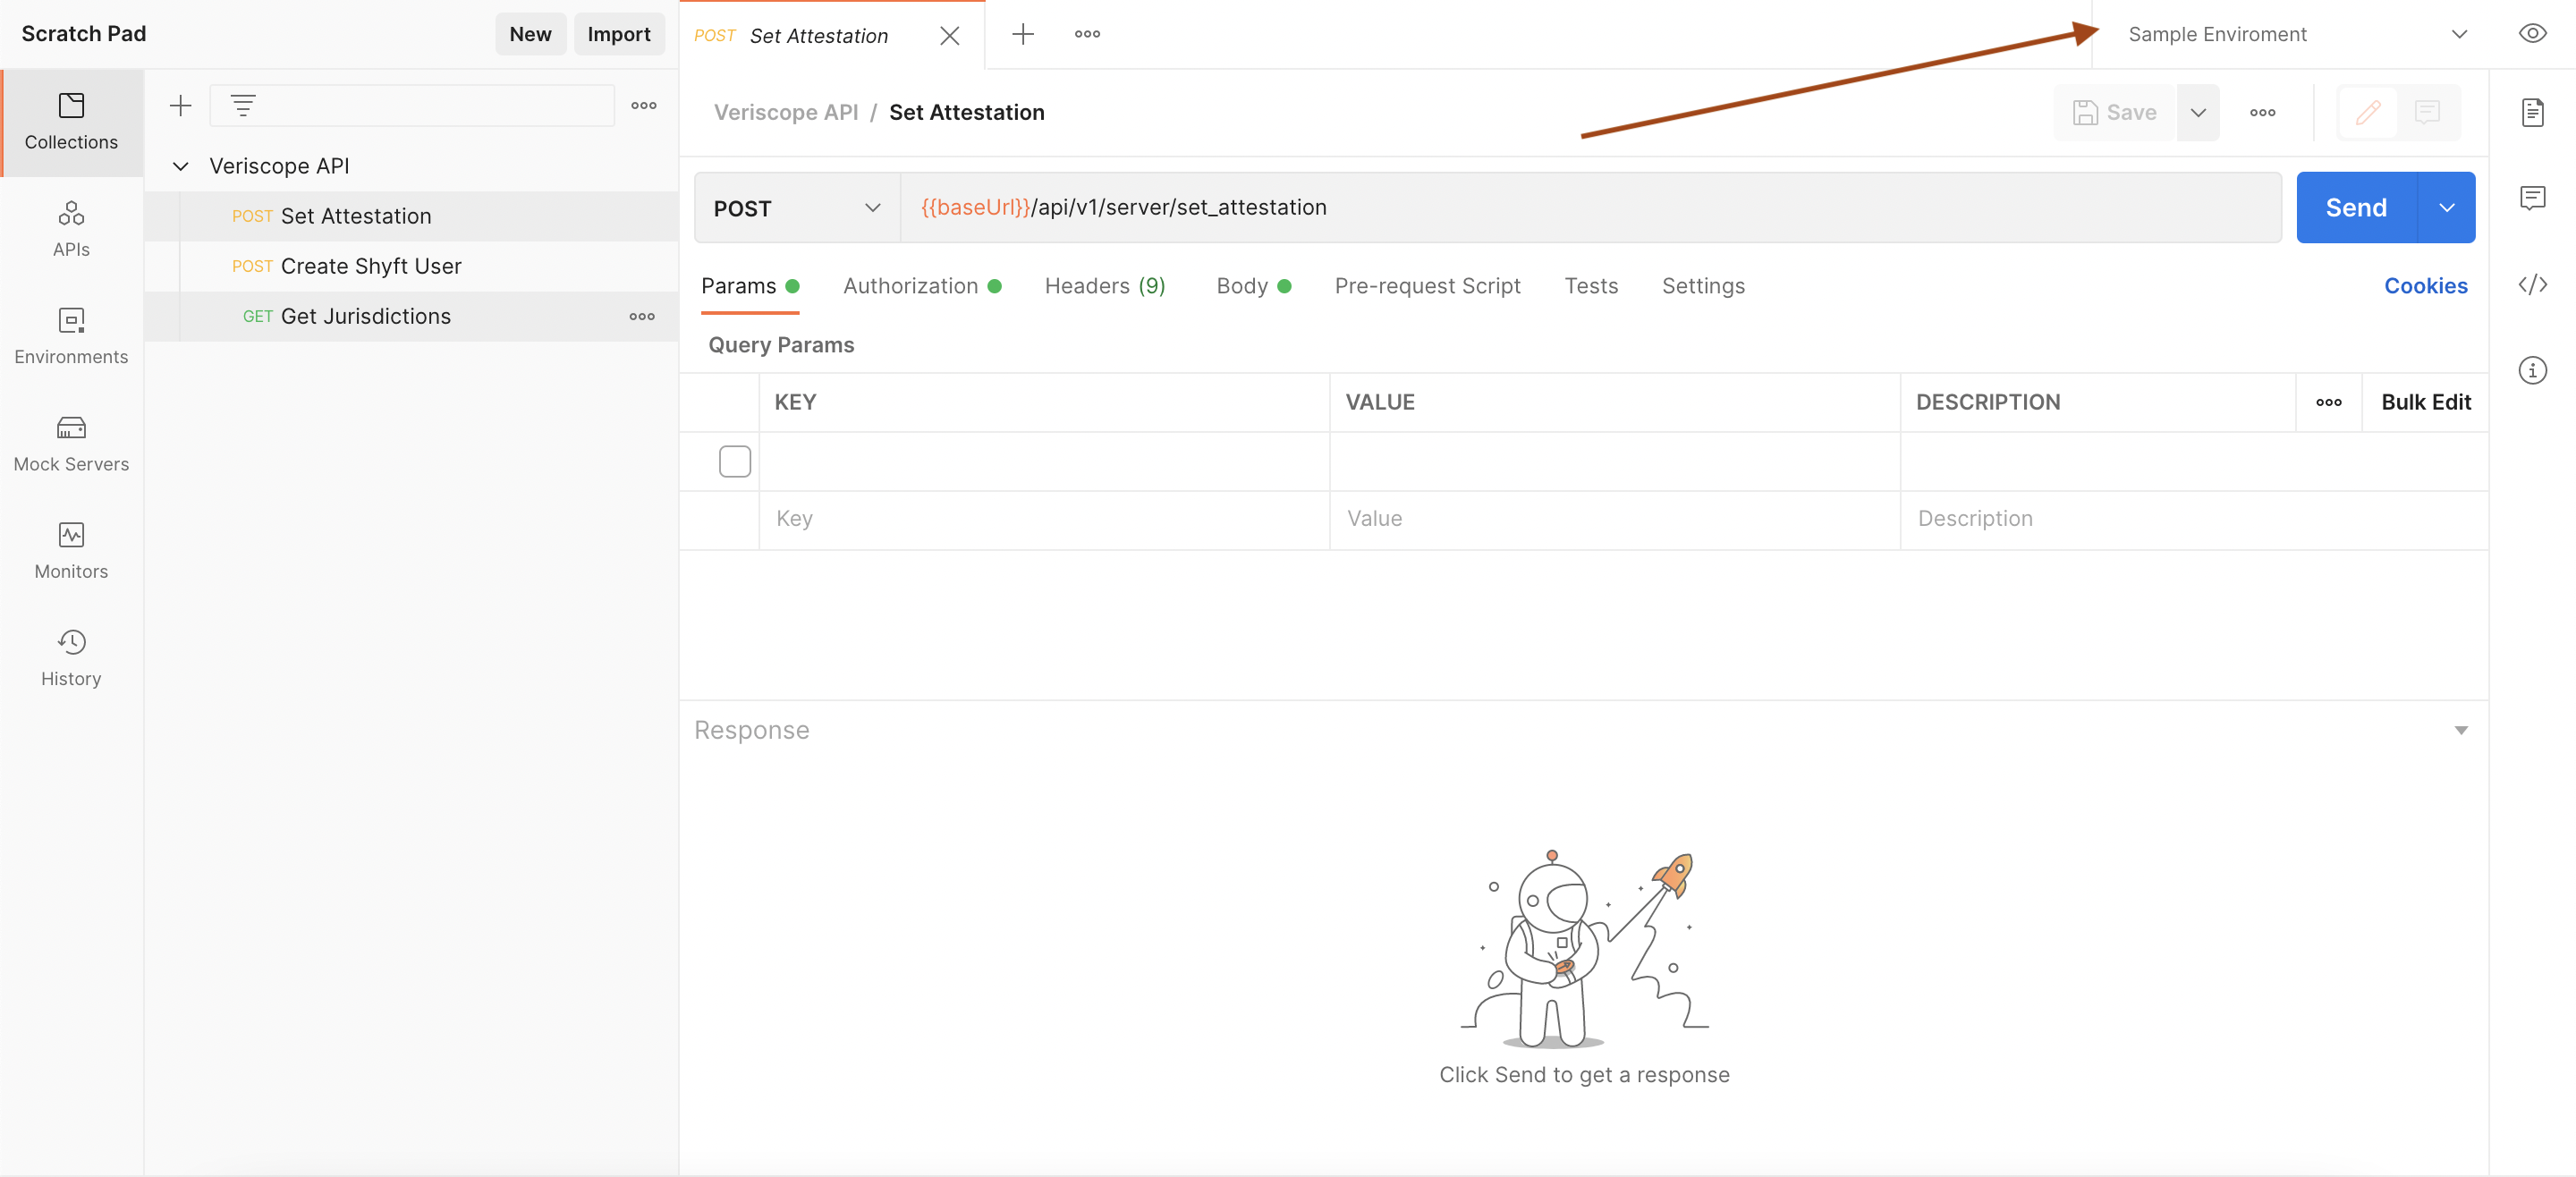 Scratch Pad
New
Import
POST Set Attestation
Sample Enviroment
Collections
APIs
Environments
Mock Servers
Monitors
History
Veriscope API
POST Set Attestation
POST Create Shyft User
GET Get Jurisdictions
Veriscope API / Set Attestation
Save
POST
{{baseUrl}}/api/v1/server/set_attestation
Send
Params
Authorization
Headers (9)
Body
Pre-request Script
Tests
Settings
Cookies
Query Params
KEY
VALUE
DESCRIPTION
Bulk Edit
Key
Value
Description
Response
Click Send to get a response